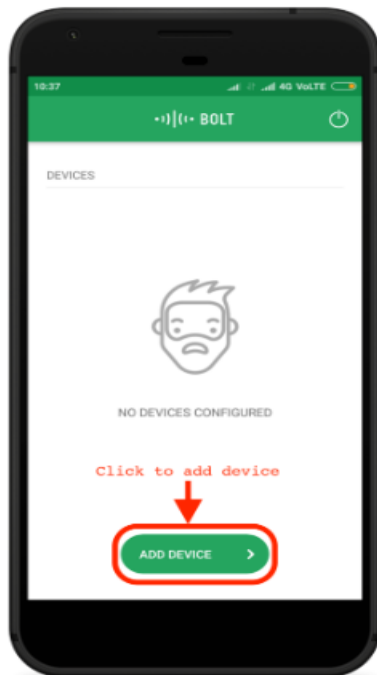 10:37
4G VoLTE
BOLT
DEVICES
NO DEVICES CONFIGURED
Click to add device
ADD DEVICE